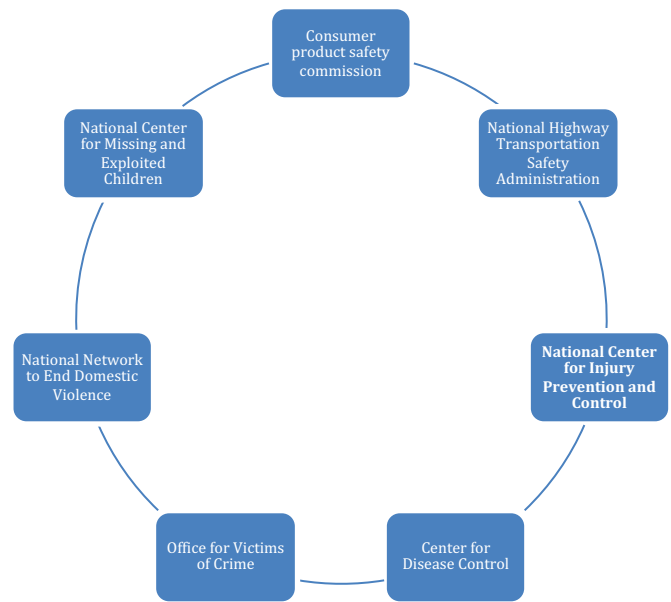 Consumer
product safety
commission
National Highway
Transportation
Safety
Administration
National Center
for Injury
Prevention and
Control
Center for
Disease Control
Office for Victims
of Crime
National Network
to End Domestic
Violence
National Center
for Missing and
Exploited
Children